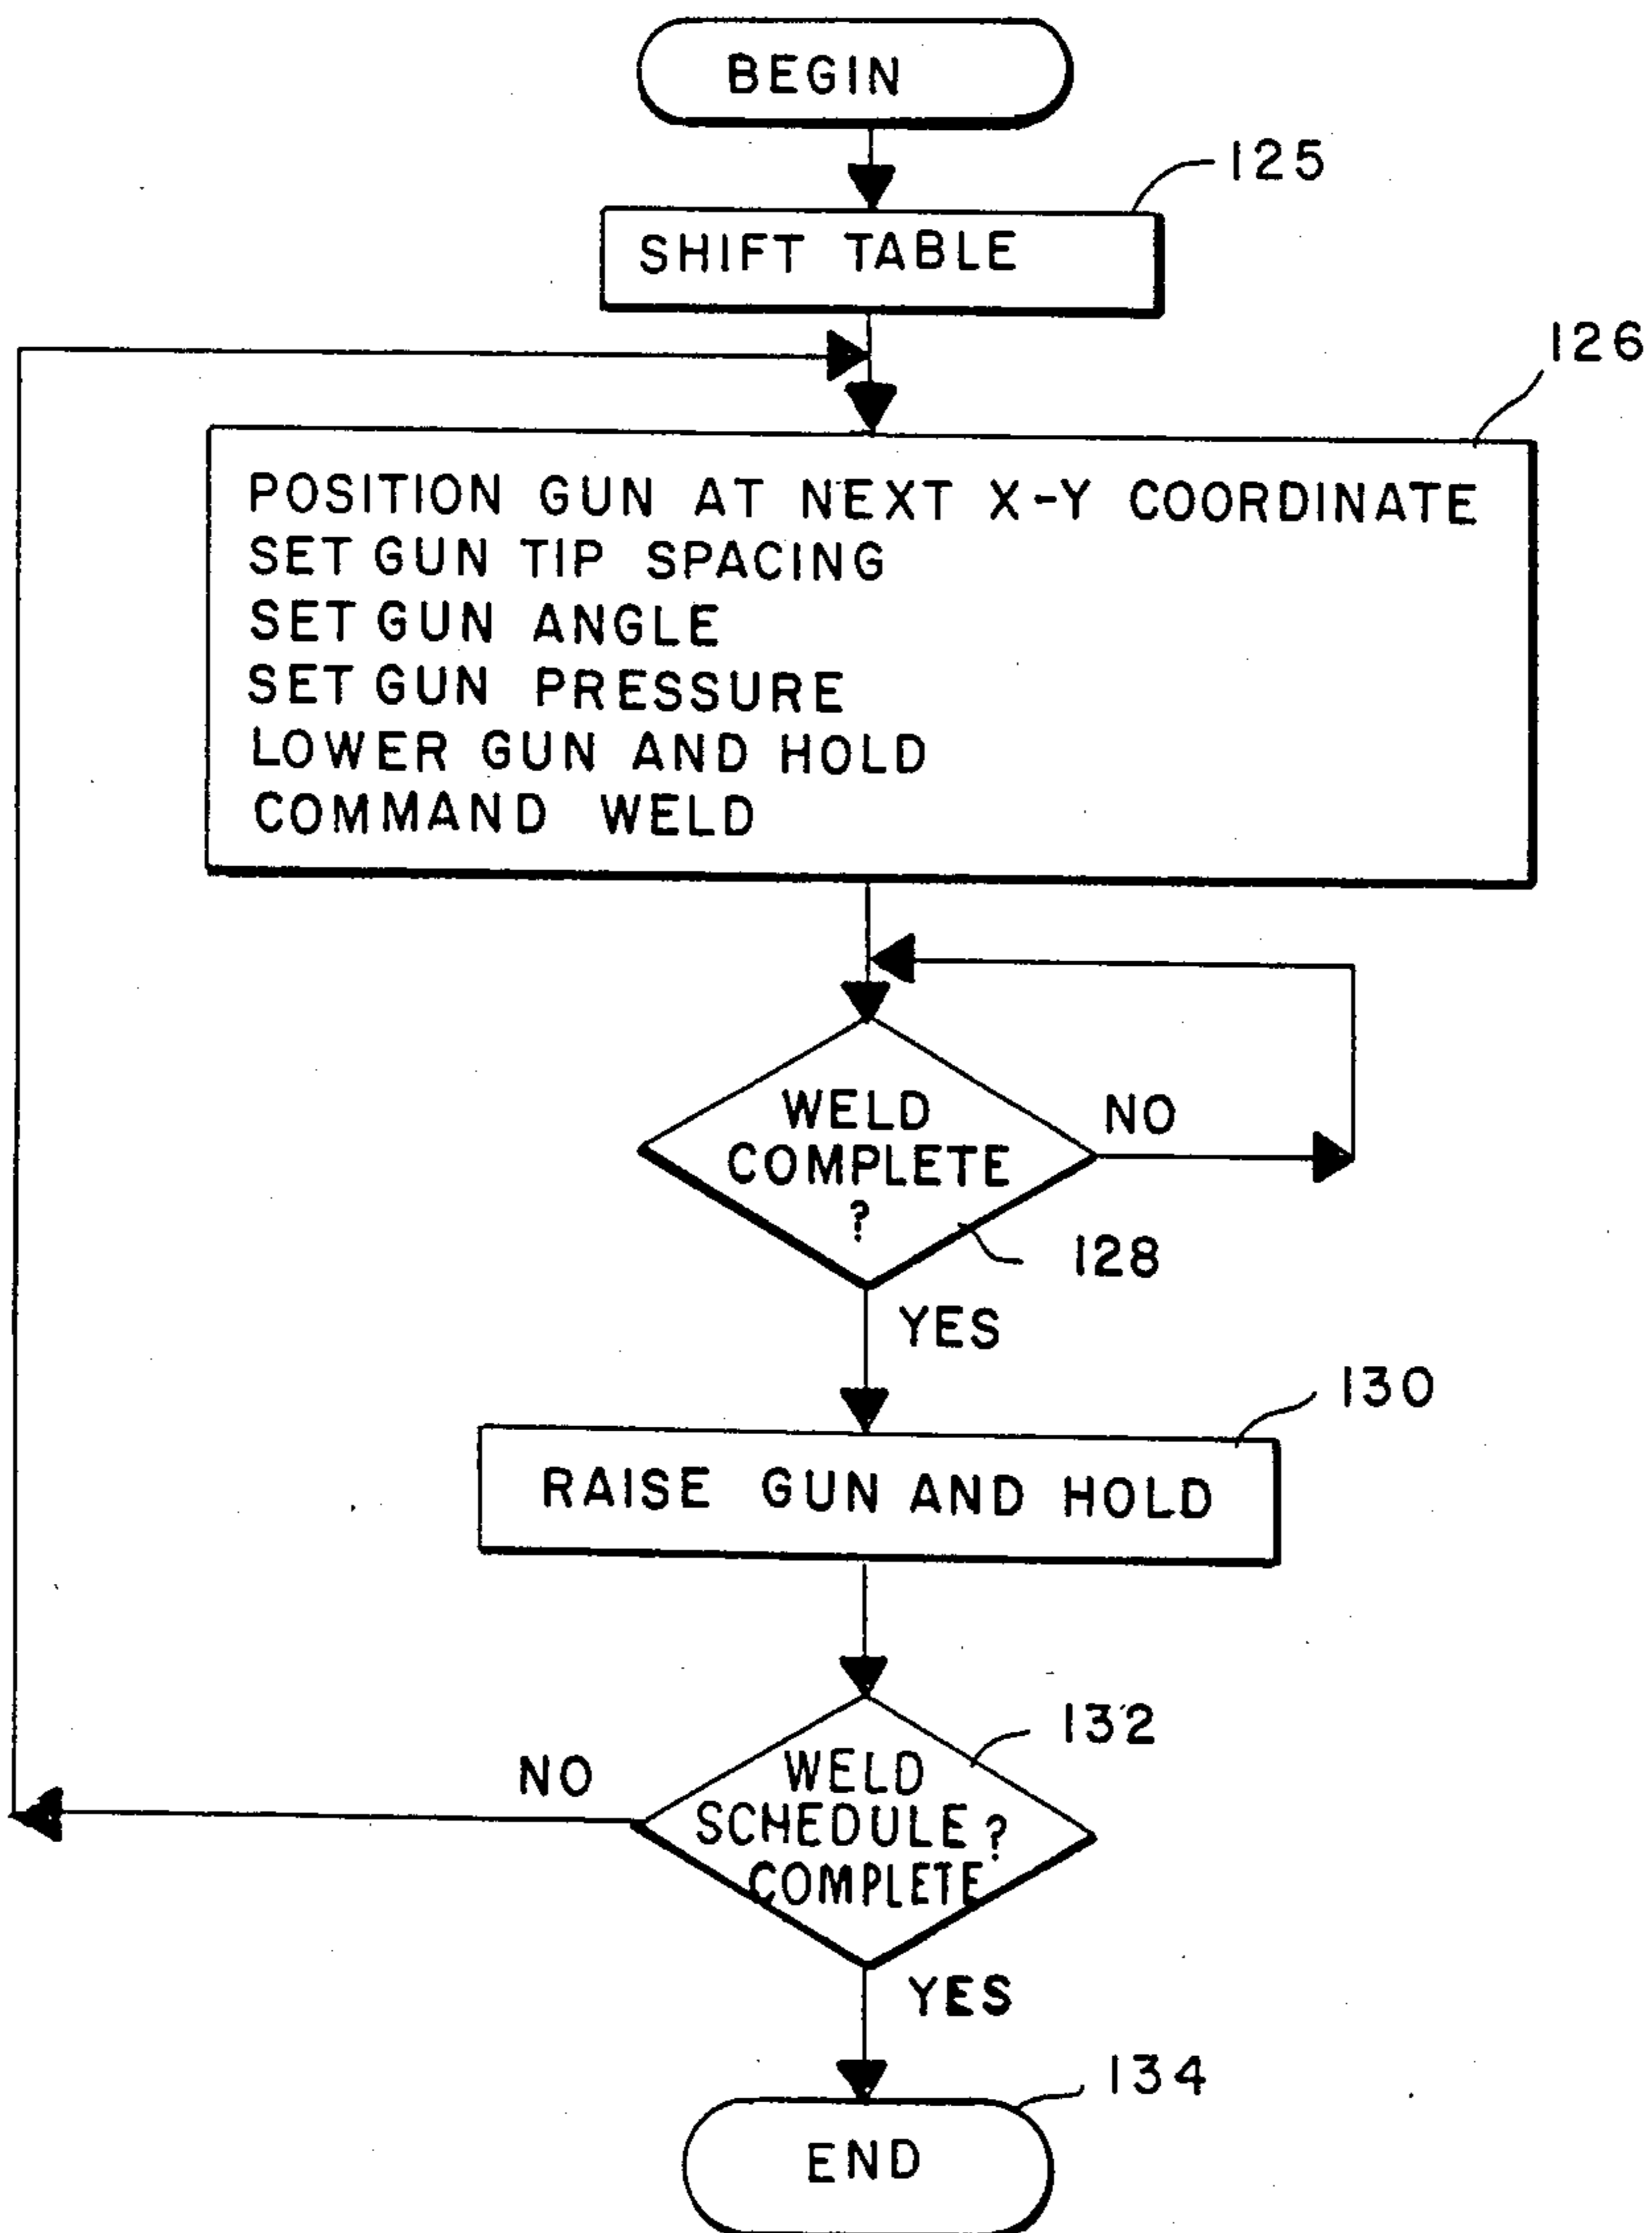 BEGIN
125
SHIFT TABLE
126
POSITION GUN AT NEXT X-Y COORDINATE
SET GUN TIP SPACING
SET GUN ANGLE
SET GUN PRESSURE
LOWER GUN AND HOLD
COMMAND WELD
WELD
COMPLETE
?
NO
128
YES
130
RAISE GUN AND HOLD
132
NO
WELD
SCHEDULE ?
COMPLETE
YES
134
END